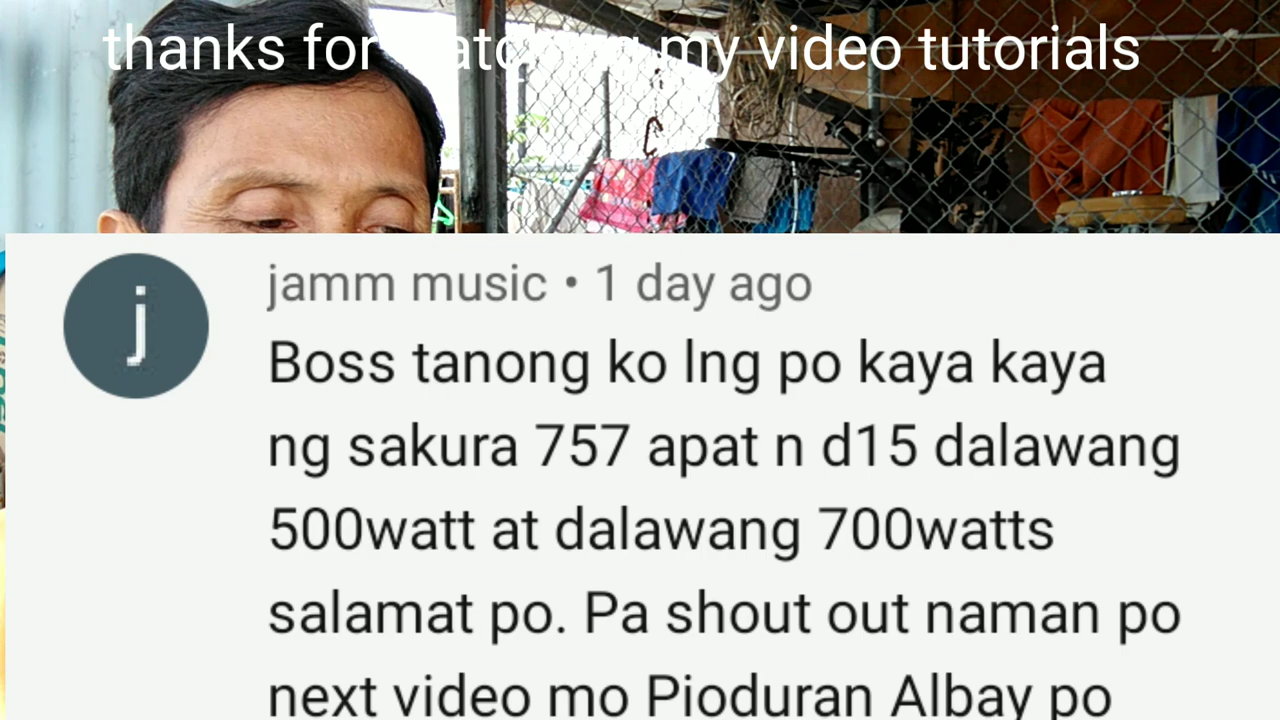 thanks for my video tutorials
j
jamm music • 1 day ago
Boss tanong ko lng po kaya kaya
ng sakura 757 apat n d15 dalawang
500watt at dalawang 700watts
salamat po. Pa shout out naman po
next video mo Pioduran Albay po